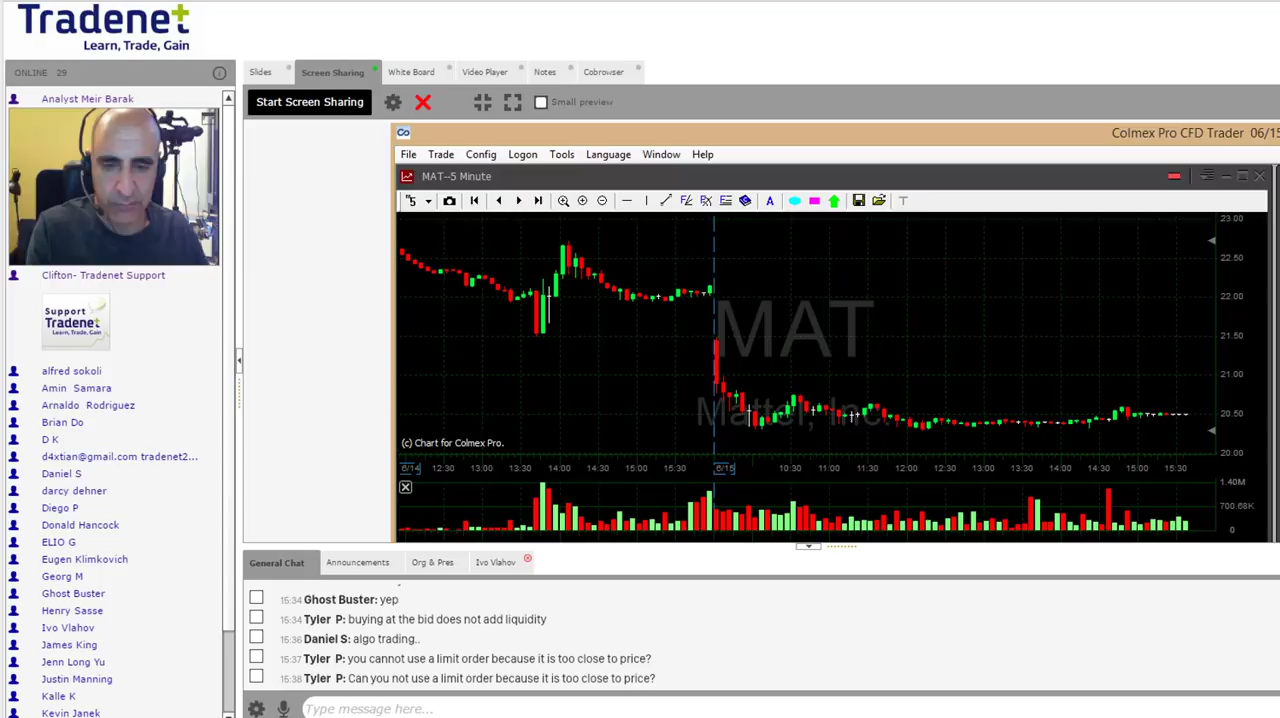 Tradenet
Learn, Trade, Gain
ONLINE 29
Analyst Meir Barak
Clifton- Tradenet Support
Support
Tradenet
Learn, Trade, Gain
alfred sokoli
Amin Samara
Arnaldo Rodriguez
Brian Do
D K
d4xtian@gmail.com tradenet2...
Daniel S
darcy dehner
Diego P
Donald Hancock
ELIO G
Eugen Klimkovich
Georg M
Ghost Buster
Henry Sasse
Ivo Vlahov
James King
Jenn Long Yu
Justin Manning
Kalle K
Kevin Janek
Slides
Screen Sharing
White Board
Video Player
Notes
Cobrowser
Start Screen Sharing
Small preview
Colmex Pro CFD Trader 06/15
File Trade Config Logon Tools Language Window Help
MAT--5 Minute
5
A
T
MAT
Mattel, Inc.
(c) Chart for Colmex Pro.
23.00
22.50
22.00
21.50
21.00
20.50
20.00
6/14 12:30 13:00 13:30 14:00 14:30 15:00 15:30 6/15 10:30 11:00 11:30 12:00 12:30 13:00 13:30 14:00 14:30 15:00 15:30
1.40M
700.68K
0
General Chat
Announcements
Org & Pres
Ivo Vlahov
15:34 Ghost Buster: yep
15:34 Tyler P: buying at the bid does not add liquidity
15:36 Daniel S: algo trading..
15:37 Tyler P: you cannot use a limit order because it is too close to price?
15:38 Tyler P: Can you not use a limit order because it is too close to price?
Type message here...